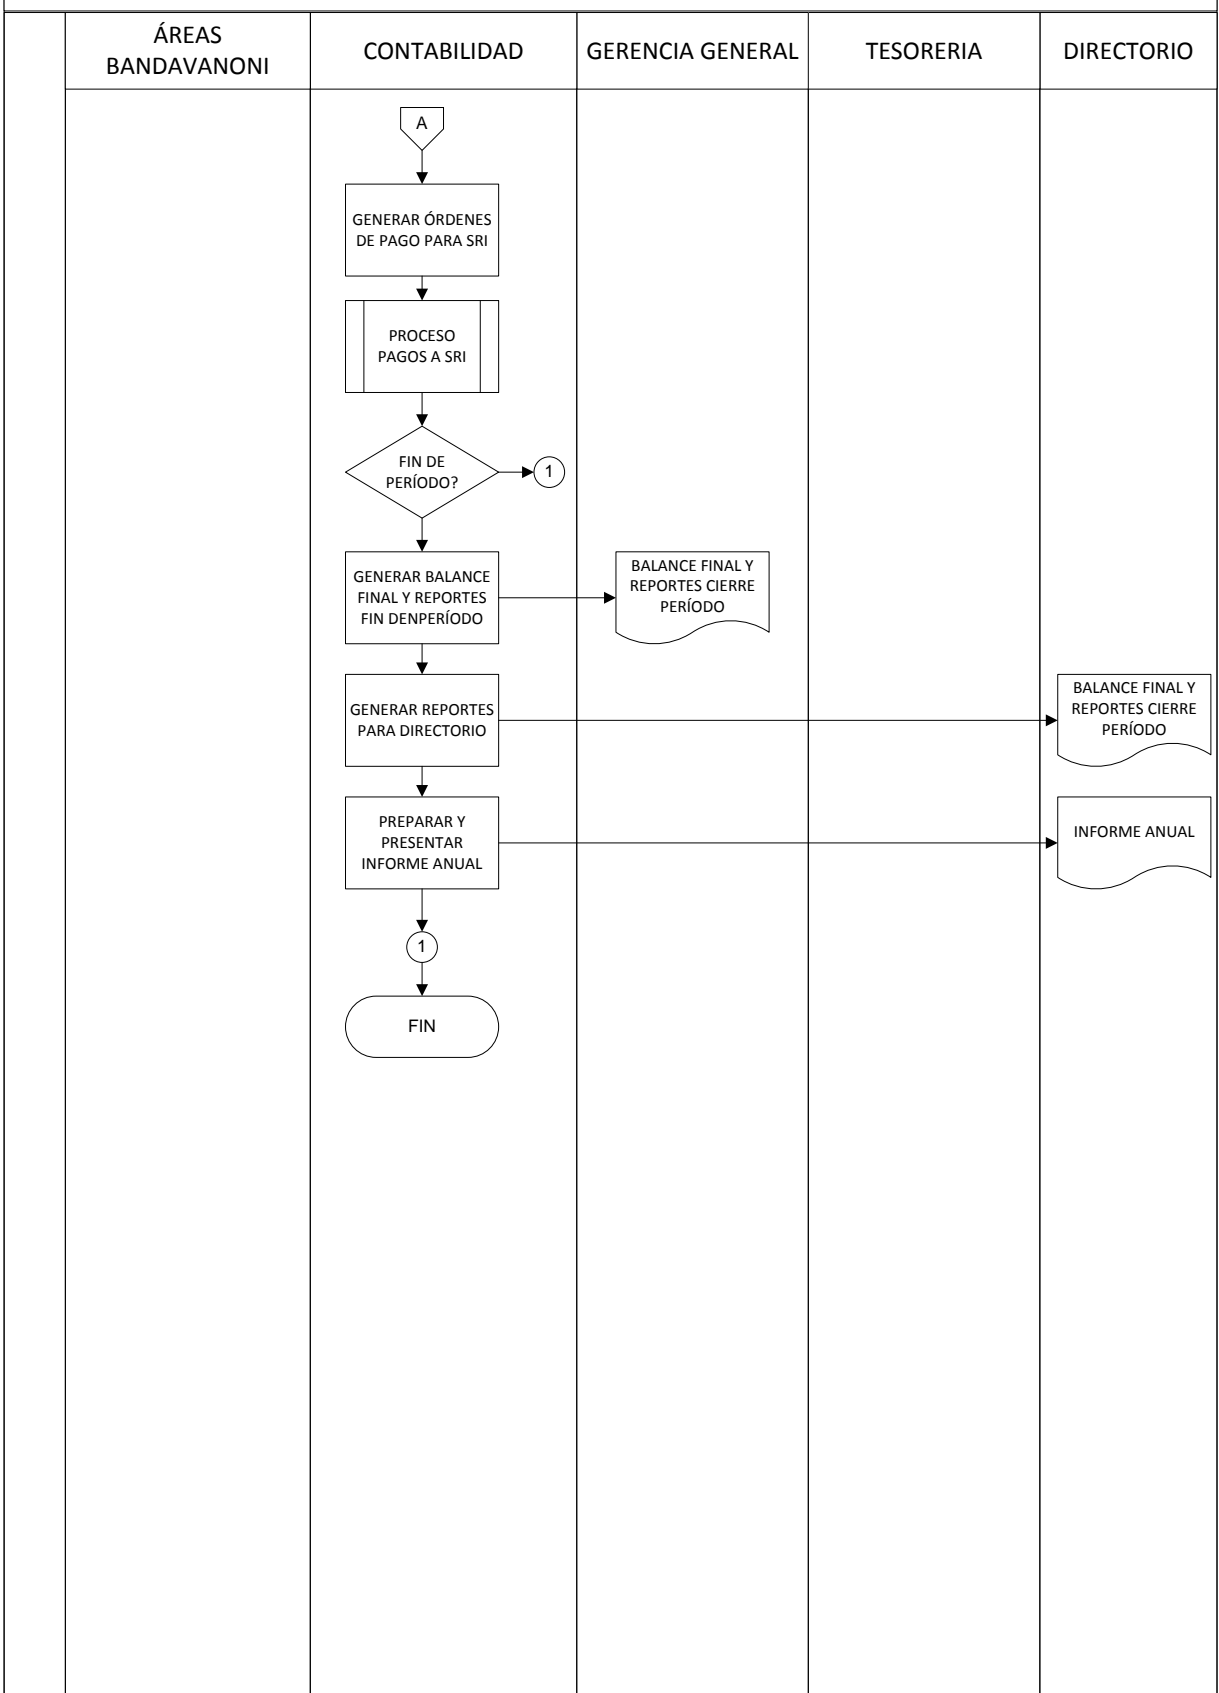 ÁREAS
BANDAVANONI
CONTABILIDAD
GERENCIA GENERAL
TESORERIA
DIRECTORIO
A
GENERAR ÓRDENES
DE PAGO PARA SRI
PROCESO
PAGOS A SRI
FIN DE
PERÍODO?
1
GENERAR BALANCE
FINAL Y REPORTES
FIN DENPERÍODO
BALANCE FINAL Y
REPORTES CIERRE
PERÍODO
GENERAR REPORTES
PARA DIRECTORIO
BALANCE FINAL Y
REPORTES CIERRE
PERÍODO
PREPARAR Y
PRESENTAR
INFORME ANUAL
INFORME ANUAL
1
FIN